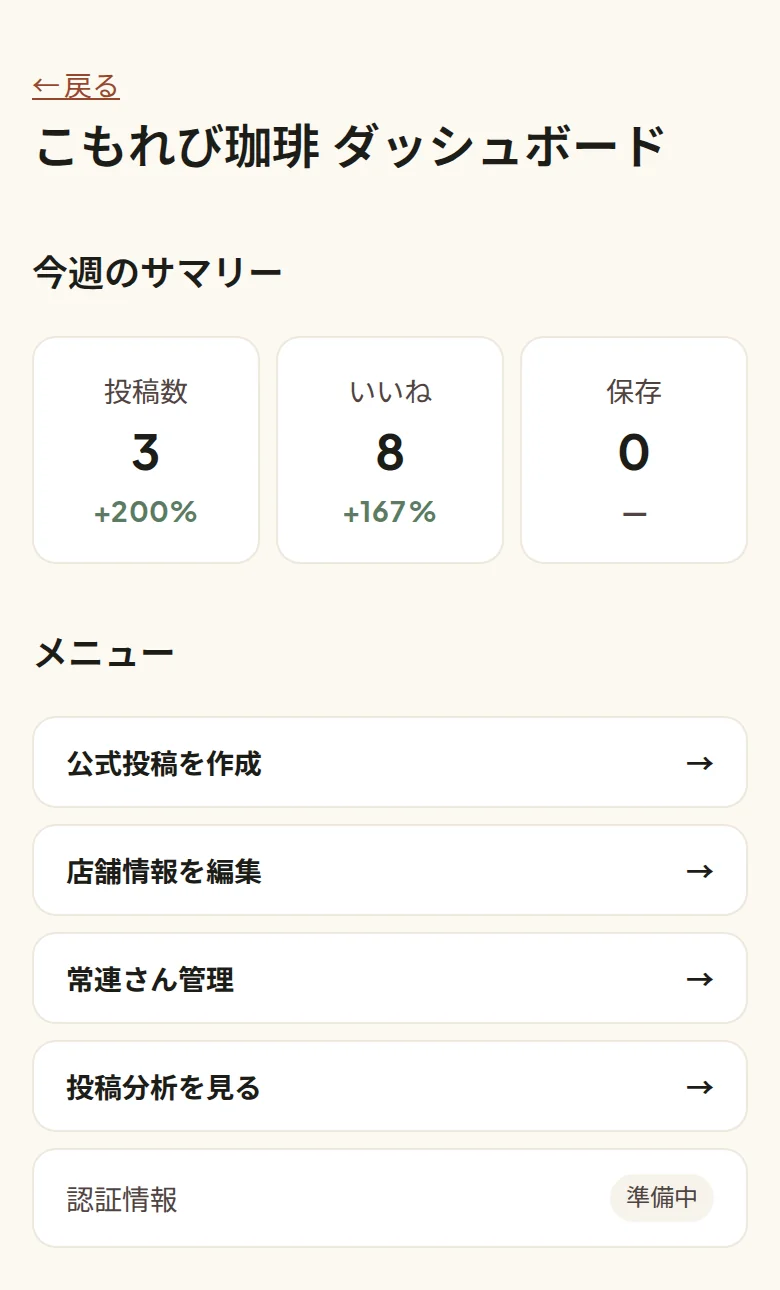 ←戻る
こもれび珈琲 ダッシュボード
今週のサマリー
投稿数
3
+200%
いいね
8
+167%
保存
0
—
メニュー
公式投稿を作成 →
店舗情報を編集 →
常連さん管理 →
投稿分析を見る →
認証情報 準備中